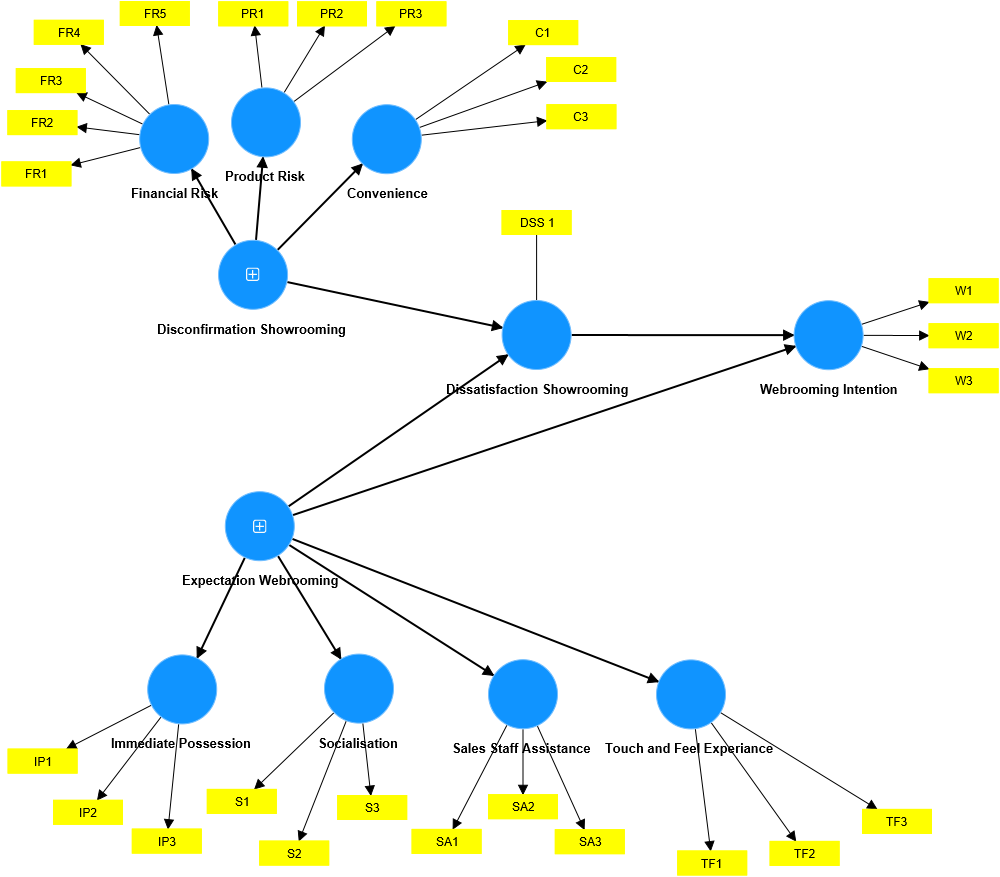 FR5
PR1
PR2
PR3
FR4
C1
C2
FR3
C3
FR2
FR1
Financial Risk
Product Risk
Convenience
DSS 1
Disconfirmation Showrooming
W1
W2
W3
Dissatisfaction Showrooming
Webrooming Intention
Expectation Webrooming
Immediate Possession
Socialisation
Sales Staff Assistance
Touch and Feel Experiance
IP1
IP2
IP3
S1
S2
S3
SA1
SA2
SA3
TF1
TF2
TF3